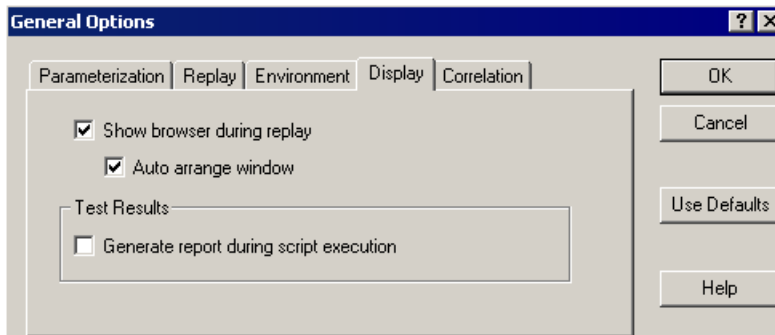 General Options
Parameterization Replay Environment Display Correlation
OK
Cancel
Show browser during replay
Auto arrange window
Test Results
Use Defaults
Generate report during script execution
Help